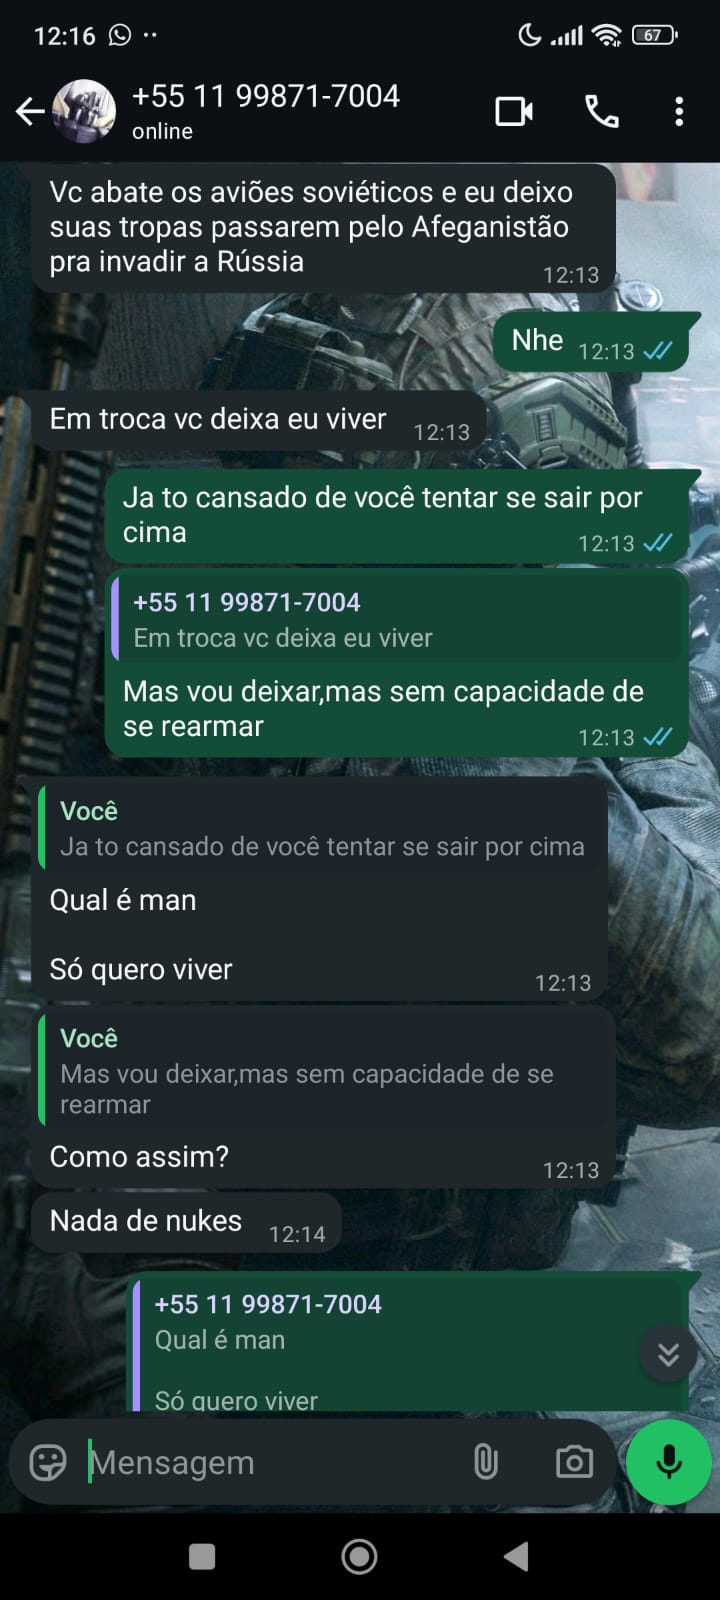 12:16
67
+55 11 99871-7004
online
Vc abate os aviões soviéticos e eu deixo
suas tropas passarem pelo Afeganistão
pra invadir a Rússia
12:13
Nhe 12:13
Em troca vc deixa eu viver 12:13
Ja to cansado de você tentar se sair por
cima
12:13
+55 11 99871-7004
Em troca vc deixa eu viver
Mas vou deixar,mas sem capacidade de
se rearmar
12:13
Você
Ja to cansado de você tentar se sair por cima
Qual é man
Só quero viver
12:13
Você
Mas vou deixar,mas sem capacidade de se
rearmar
Como assim?
12:13
Nada de nukes 12:14
+55 11 99871-7004
Qual é man
Só quero viver
Mensagem